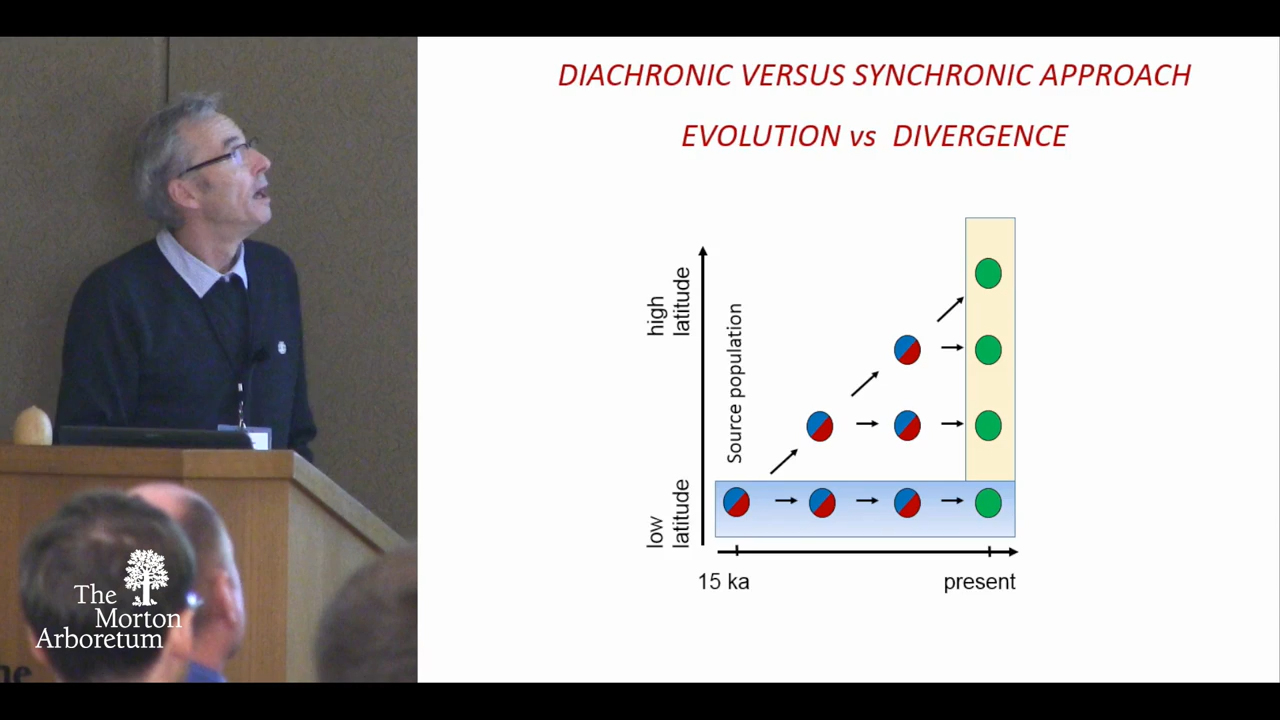 DIACHRONIC VERSUS SYNCHRONIC APPROACH
EVOLUTION vs DIVERGENCE
high
latitude
Source population
low
latitude
15 ka
present
The
Morton
Arboretum